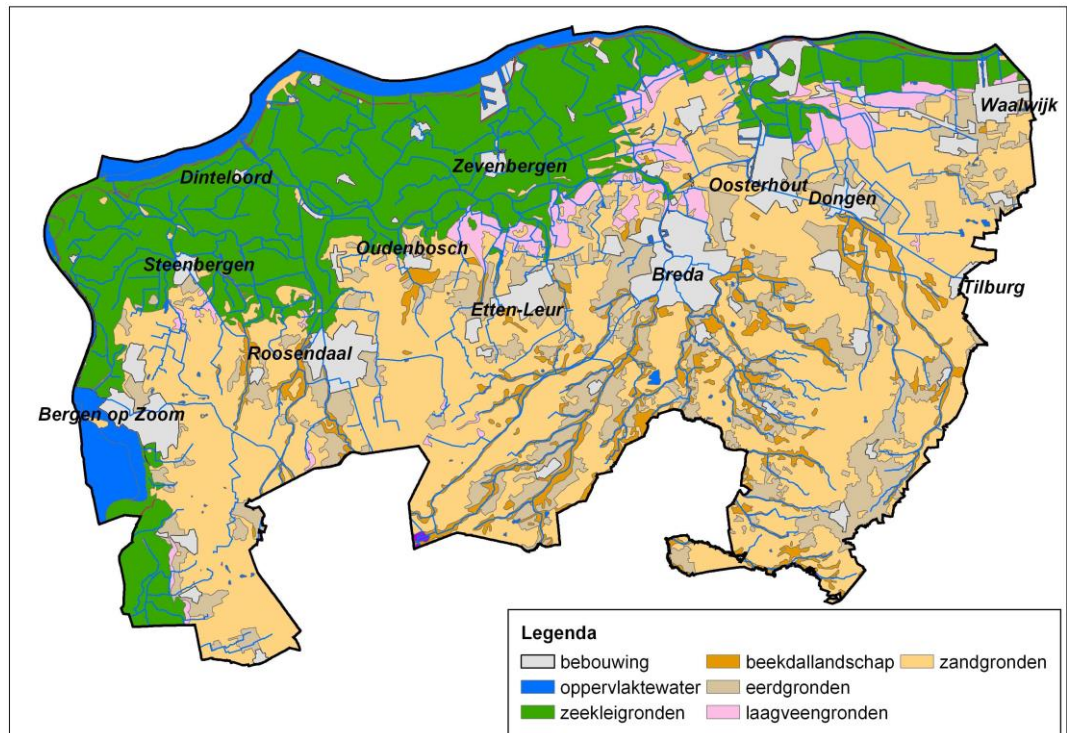 Waalwijk
Zevenbergen
Dinteloord
Oosterhout
Dongen
Oudenbosch
Steenbergen
Breda
Tilburg
Etten-Leur
Roosendaal
Bergen op Zoom
Legenda
bebouwing
beekdallandschap
zandgronden
oppervlaktewater
eerdgronden
zeekleigronden
laagveengronden